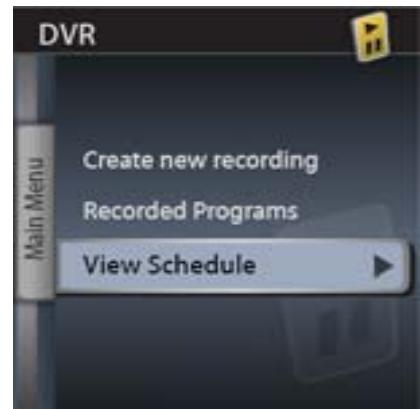 DVR
Main Menu
Create new recording
Recorded Programs
View Schedule